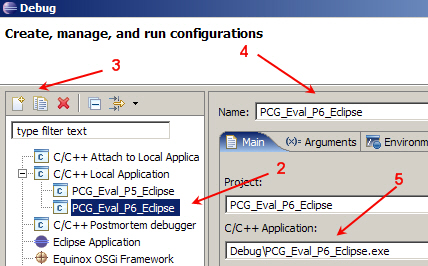 Debug
Create, manage, and run configurations
3
4
type filter text
C/C++ Attach to Local Applica
C/C++ Local Application
PCG_Eval_P5_Eclipse
PCG_Eval_P6_Eclipse
C/C++ Postmortem debugger
Eclipse Application
Equinox OSGi Framework
2
Name: PCG_Eval_P6_Eclipse
Main (x)= Arguments Environm
Project:
PCG_Eval_P6_Eclipse
5
C/C++ Application:
Debug\PCG_Eval_P6_Eclipse.exe